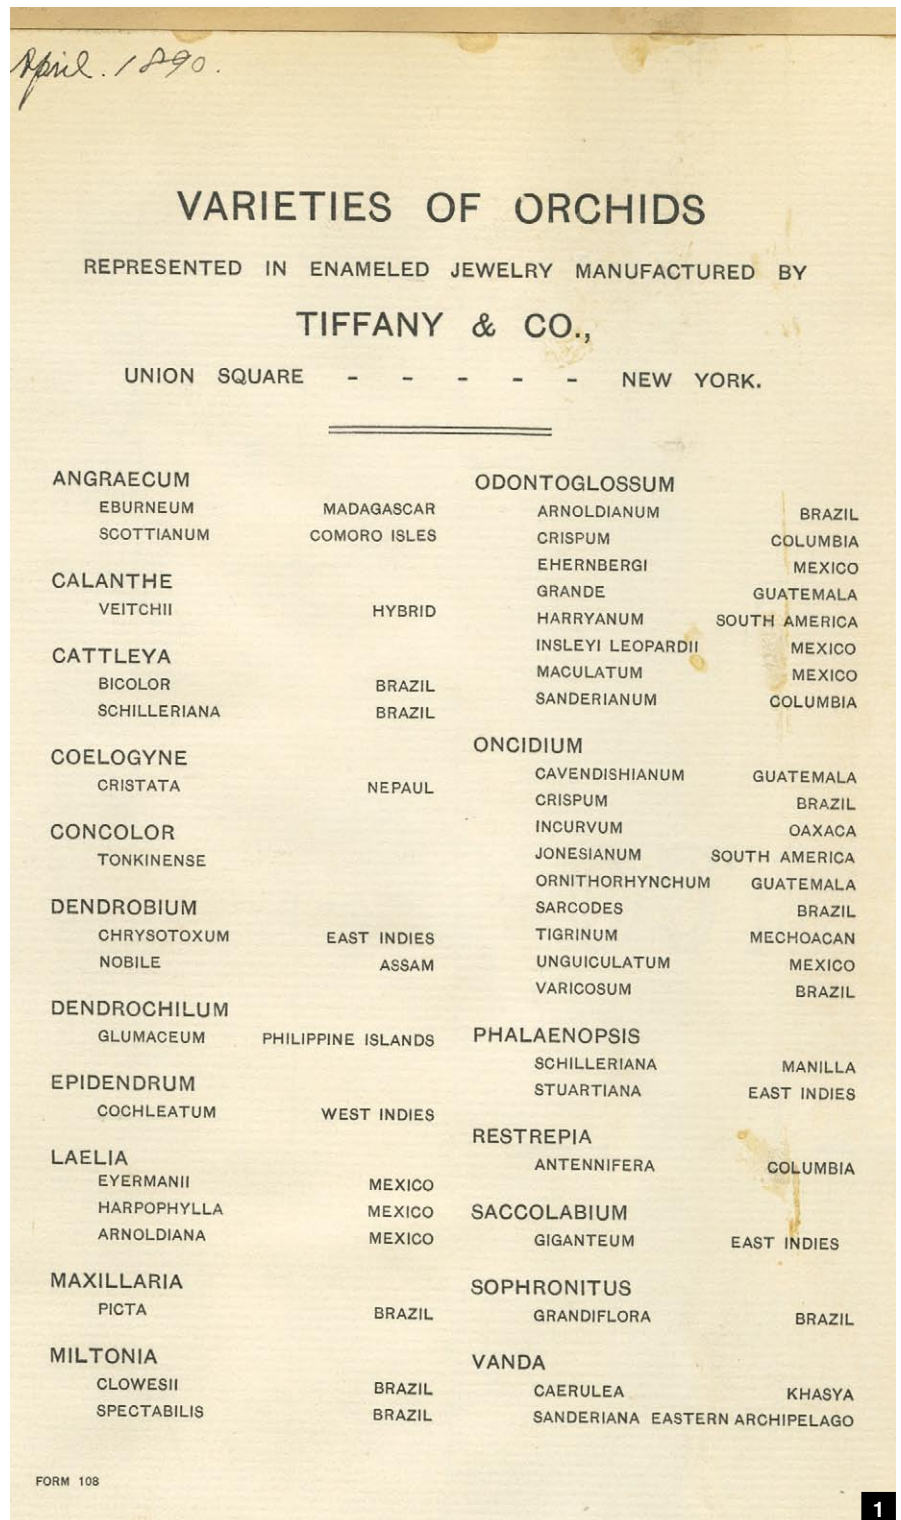 April. 1890.
VARIETIES OF ORCHIDS
REPRESENTED IN ENAMELED JEWELRY MANUFACTURED BY
TIFFANY & CO.,
UNION SQUARE - - - - - NEW YORK.
ANGRAECUM
EBURNEUM MADAGASCAR
SCOTTIANUM COMORO ISLES
CALANTHE
VEITCHII HYBRID
CATTLEYA
BICOLOR BRAZIL
SCHILLERIANA BRAZIL
COELOGYNE
CRISTATA NEPAUL
CONCOLOR
TONKINENSE
DENDROBIUM
CHRYSOTOXUM EAST INDIES
NOBILE ASSAM
DENDROCHILUM
GLUMACEUM PHILIPPINE ISLANDS
EPIDENDRUM
COCHLEATUM WEST INDIES
LAELIA
EYERMANII MEXICO
HARPOPHYLLA MEXICO
ARNOLDIANA MEXICO
MAXILLARIA
PICTA BRAZIL
MILTONIA
CLOWESII BRAZIL
SPECTABILIS BRAZIL
ODONTOGLOSSUM
ARNOLDIANUM BRAZIL
CRISPUM COLUMBIA
EHERNBERGI MEXICO
GRANDE GUATEMALA
HARRYANUM SOUTH AMERICA
INSLEYI LEOPARDII MEXICO
MACULATUM MEXICO
SANDERIANUM COLUMBIA
ONCIDIUM
CAVENDISHIANUM GUATEMALA
CRISPUM BRAZIL
INCURVUM OAXACA
JONESIANUM SOUTH AMERICA
ORNITHORHYNCHUM GUATEMALA
SARCODES BRAZIL
TIGRINUM MECHOACAN
UNGUICULATUM MEXICO
VARICOSUM BRAZIL
PHALAENOPSIS
SCHILLERIANA MANILLA
STUARTIANA EAST INDIES
RESTREPIA
ANTENNIFERA COLUMBIA
SACCOLABIUM
GIGANTEUM EAST INDIES
SOPHRONITUS
GRANDIFLORA BRAZIL
VANDA
CAERULEA KHASYA
SANDERIANA EASTERN ARCHIPELAGO
FORM 108
1